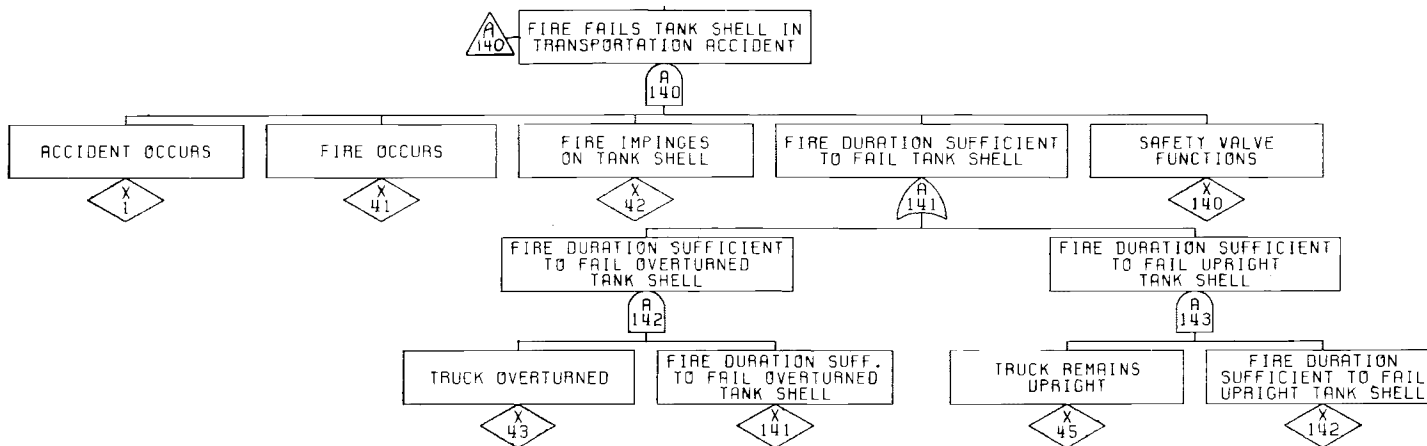 A
140
FIRE FAILS TANK SHELL IN
TRANSPORTATION ACCIDENT
A
140
ACCIDENT OCCURS
FIRE OCCURS
FIRE IMPINGES
ON TANK SHELL
FIRE DURATION SUFFICIENT
TO FAIL TANK SHELL
SAFETY VALVE
FUNCTIONS
X
1
X
41
X
42
A
141
X
140
FIRE DURATION SUFFICIENT
TO FAIL OVERTURNED
TANK SHELL
FIRE DURATION SUFFICIENT
TO FAIL UPRIGHT
TANK SHELL
A
142
A
143
TRUCK OVERTURNED
FIRE DURATION SUFF.
TO FAIL OVERTURNED
TANK SHELL
TRUCK REMAINS
UPRIGHT
FIRE DURATION
SUFFICIENT TO FAIL
UPRIGHT TANK SHELL
X
43
X
141
X
45
X
142